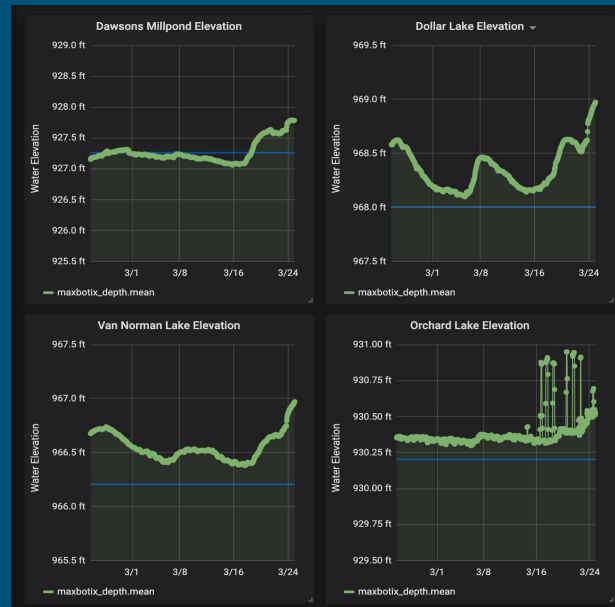 Dawsons Millpond Elevation
929.0 ft
928.5 ft
928.0 ft
927.5 ft
927.0 ft
926.5 ft
926.0 ft
925.5 ft
Water Elevation
3/1 3/8 3/16 3/24
maxbotix_depth.mean
Dollar Lake Elevation
969.5 ft
969.0 ft
968.5 ft
968.0 ft
967.5 ft
Water Elevation
3/1 3/8 3/16 3/24
maxbotix_depth.mean
Van Norman Lake Elevation
967.5 ft
967.0 ft
966.5 ft
966.0 ft
965.5 ft
Water Elevation
3/1 3/8 3/16 3/24
maxbotix_depth.mean
Orchard Lake Elevation
931.00 ft
930.75 ft
930.50 ft
930.25 ft
930.00 ft
929.75 ft
929.50 ft
Water Elevation
3/1 3/8 3/16 3/24
maxbotix_depth.mean